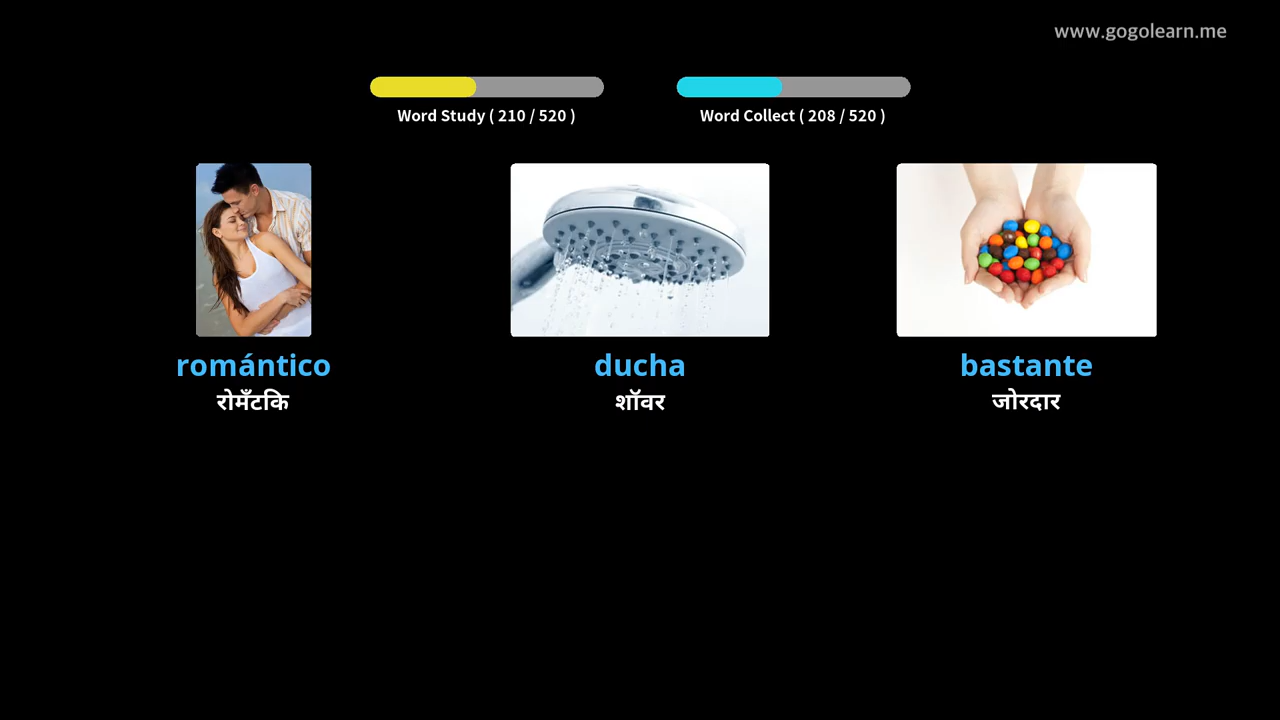 www.gogolearn.me
Word Study ( 210 / 520 )
Word Collect ( 208 / 520 )
romántico
रोमँटकि
ducha
शॉवर
bastante
जोरदार